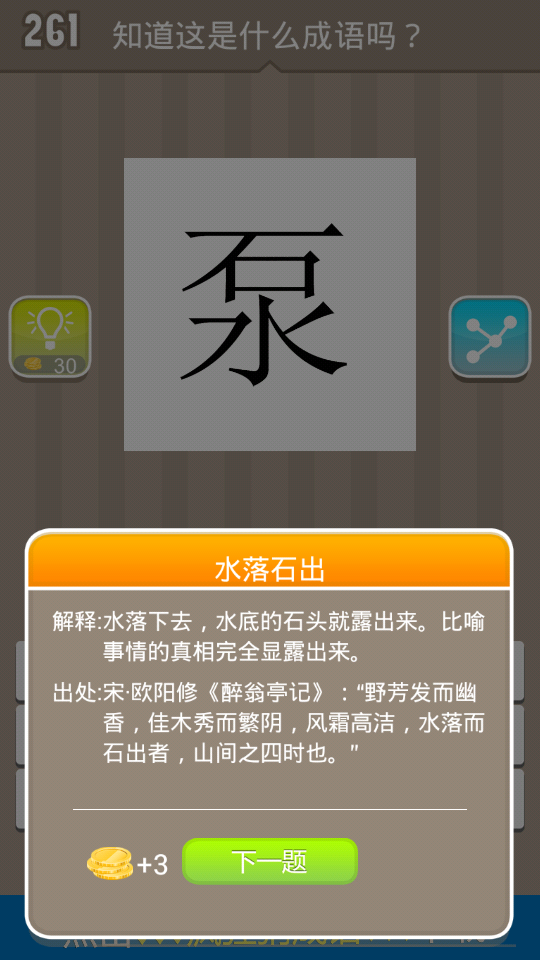 261
知道这是什么成语吗？
泵
30
水落石出
解释:水落下去，水底的石头就露出来。比喻
事情的真相完全显露出来。
出处:宋·欧阳修《醉翁亭记》：“野芳发而幽
香，佳木秀而繁阴，风霜高洁，水落而
石出者，山间之四时也。”
+3
下一题